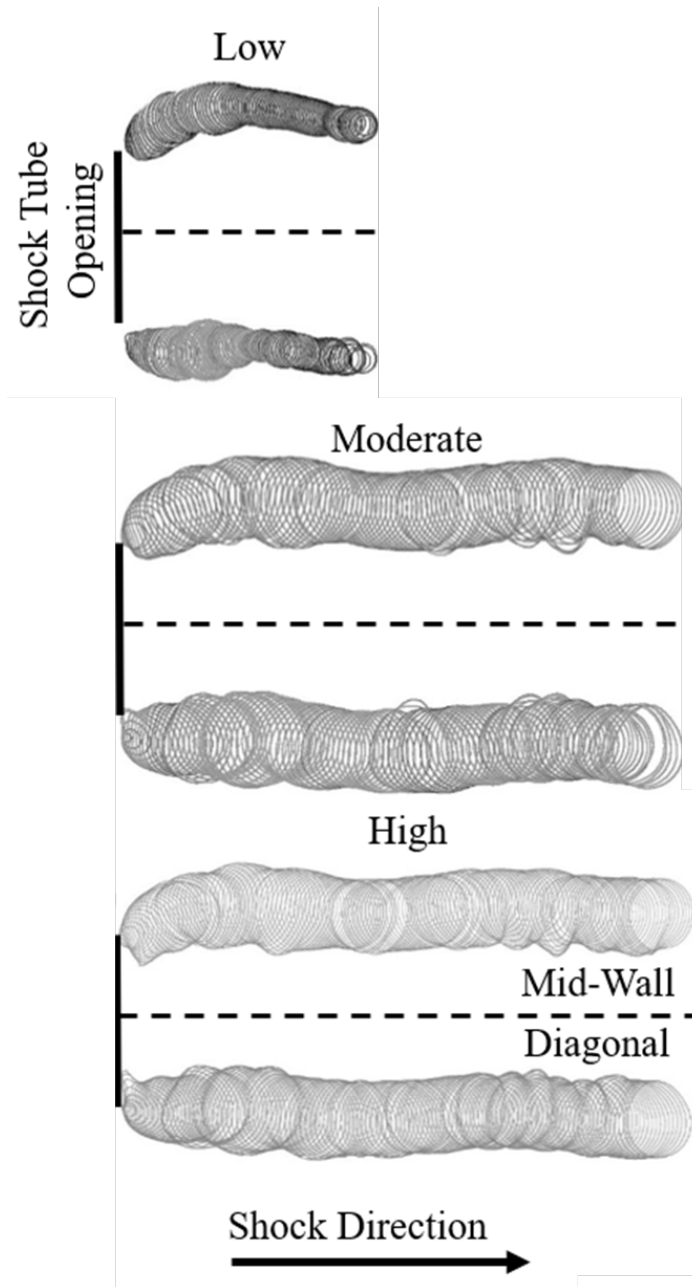 Low
Shock Tube
Opening
Moderate
High
Mid-Wall
Diagonal
Shock Direction